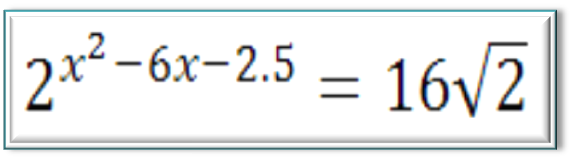 2^{x^2-6x-2.5} = 16√2